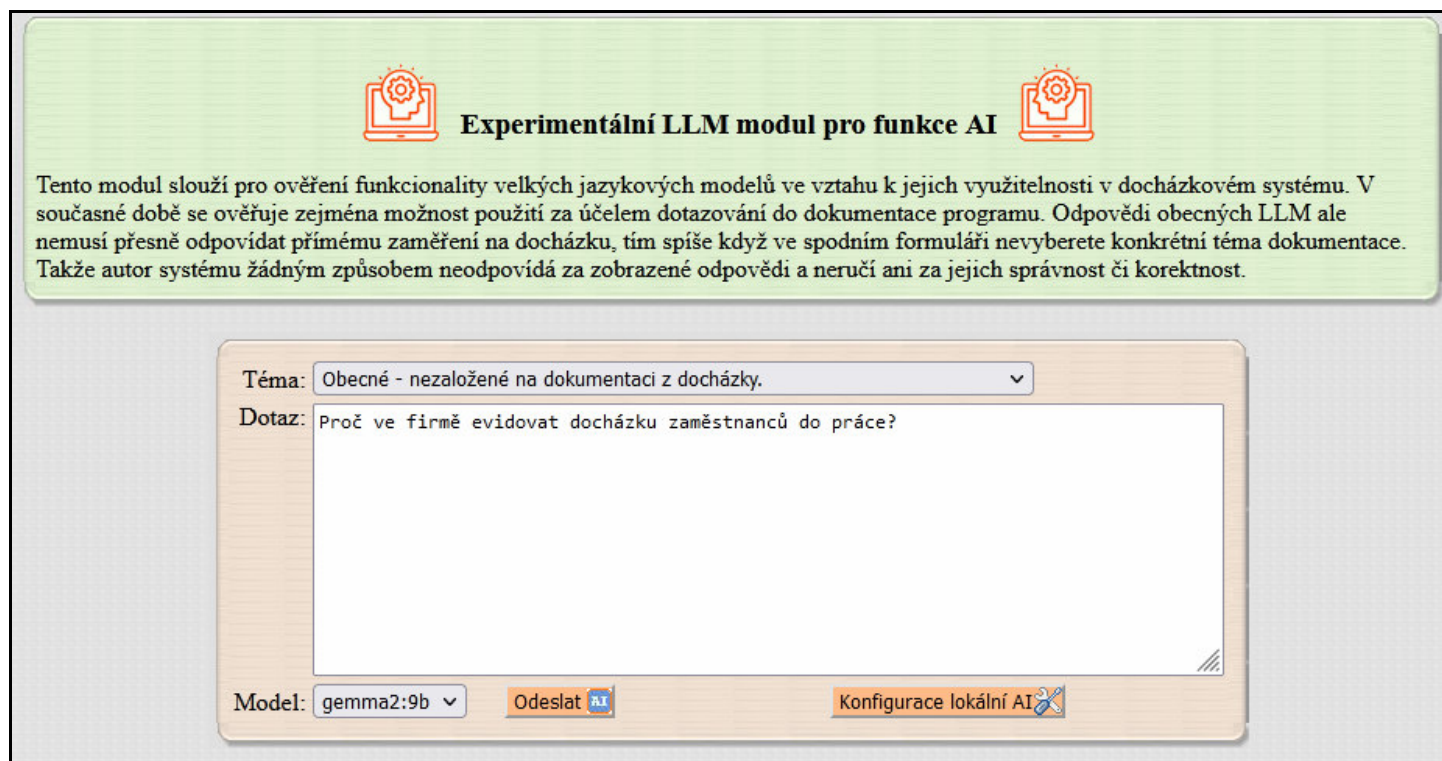 Experimentální LLM modul pro funkce AI
Tento modul slouží pro ověření funkcionality velkých jazykových modelů ve vztahu k jejich využitelnosti v docházkovém systému. V
současné době se ověřuje zejména možnost použití za účelem dotazování do dokumentace programu. Odpovědi obecných LLM ale
nemusí přesně odpovídat přímému zaměření na docházku, tím spíše když ve spodním formuláři nevyberete konkrétní téma dokumentace.
Takže autor systému žádným způsobem neodpovídá za zobrazené odpovědi a neručí ani za jejich správnost či korektnost.
Téma: Obecné - nezaložené na dokumentaci z docházky.
Dotaz: Proč ve firmě evidovat docházku zaměstnanců do práce?
Model: gemma2:9b Odeslat AI Konfigurace lokální AI